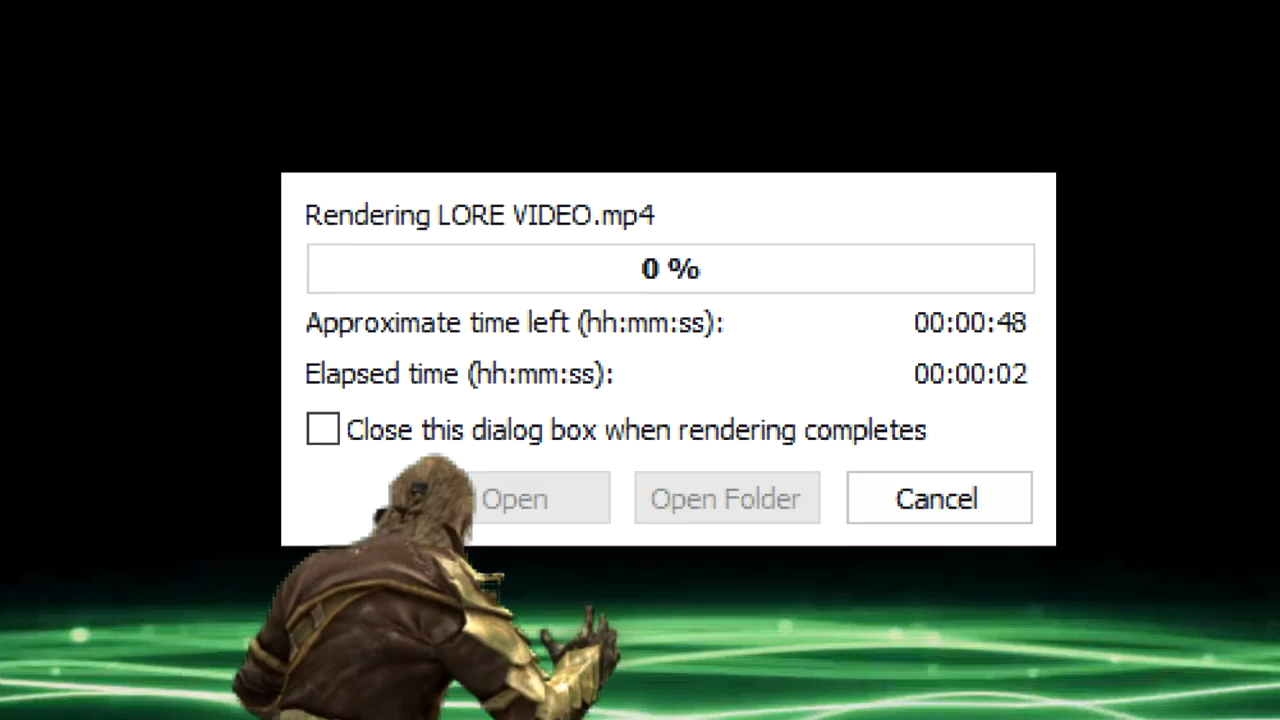 Rendering LORE VIDEO.mp4
0 %
Approximate time left (hh:mm:ss): 00:00:48
Elapsed time (hh:mm:ss): 00:00:02
Close this dialog box when rendering completes
Open Open Folder Cancel